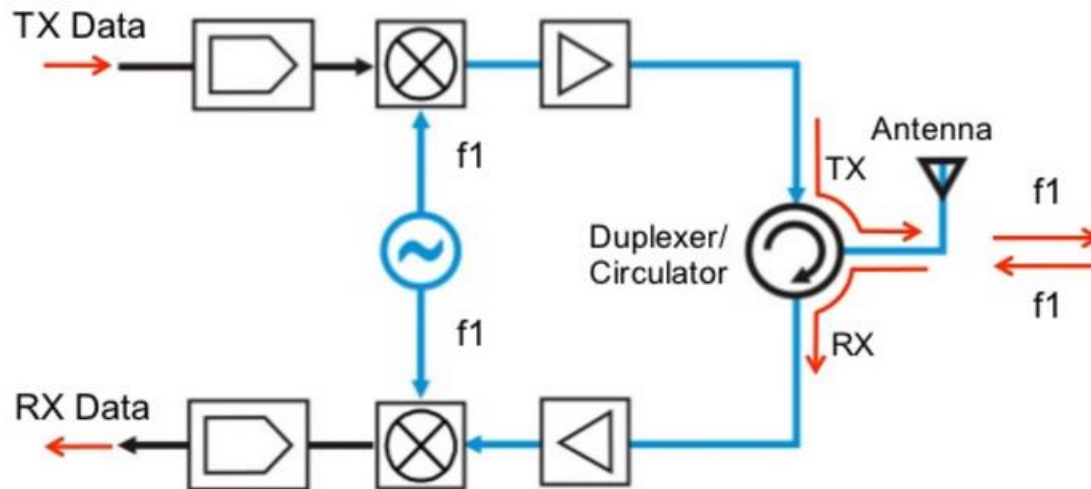 TX Data
f1
Antenna
TX
f1
Duplexer/
Circulator
f1
f1
RX
RX Data